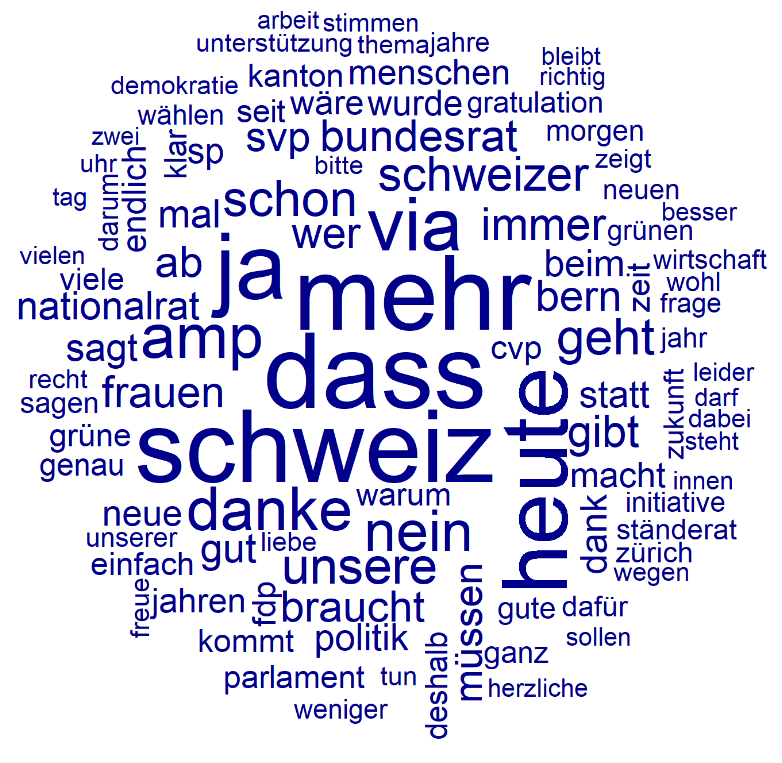 arbeit stimmen
unterstützung thema jahre
bleibt
demokratie kanton menschen richtig
wählen seit wäre wurde gratulation
zwei klar sp svp bundesrat morgen
uhr endlich bitte schweizer zeigt
tag darum mal schon neuen
wer via immer grünen besser
vielen ab ja beim zeit wirtschaft
viele mehr bern wohl
nationalrat frage
sagt amp cvp geht jahr
recht frauen dass heute statt zukunft leider
sagen darf
grüne schweiz gibt dabei
genau steht
macht innen
neue danke warum dank initiative
unserer gut liebe nein ständerat
einfach unsere zürich
freue jahren fdp braucht müssen wegen
gute dafür
kommt politik deshalb ganz sollen
parlament tun herzliche
weniger